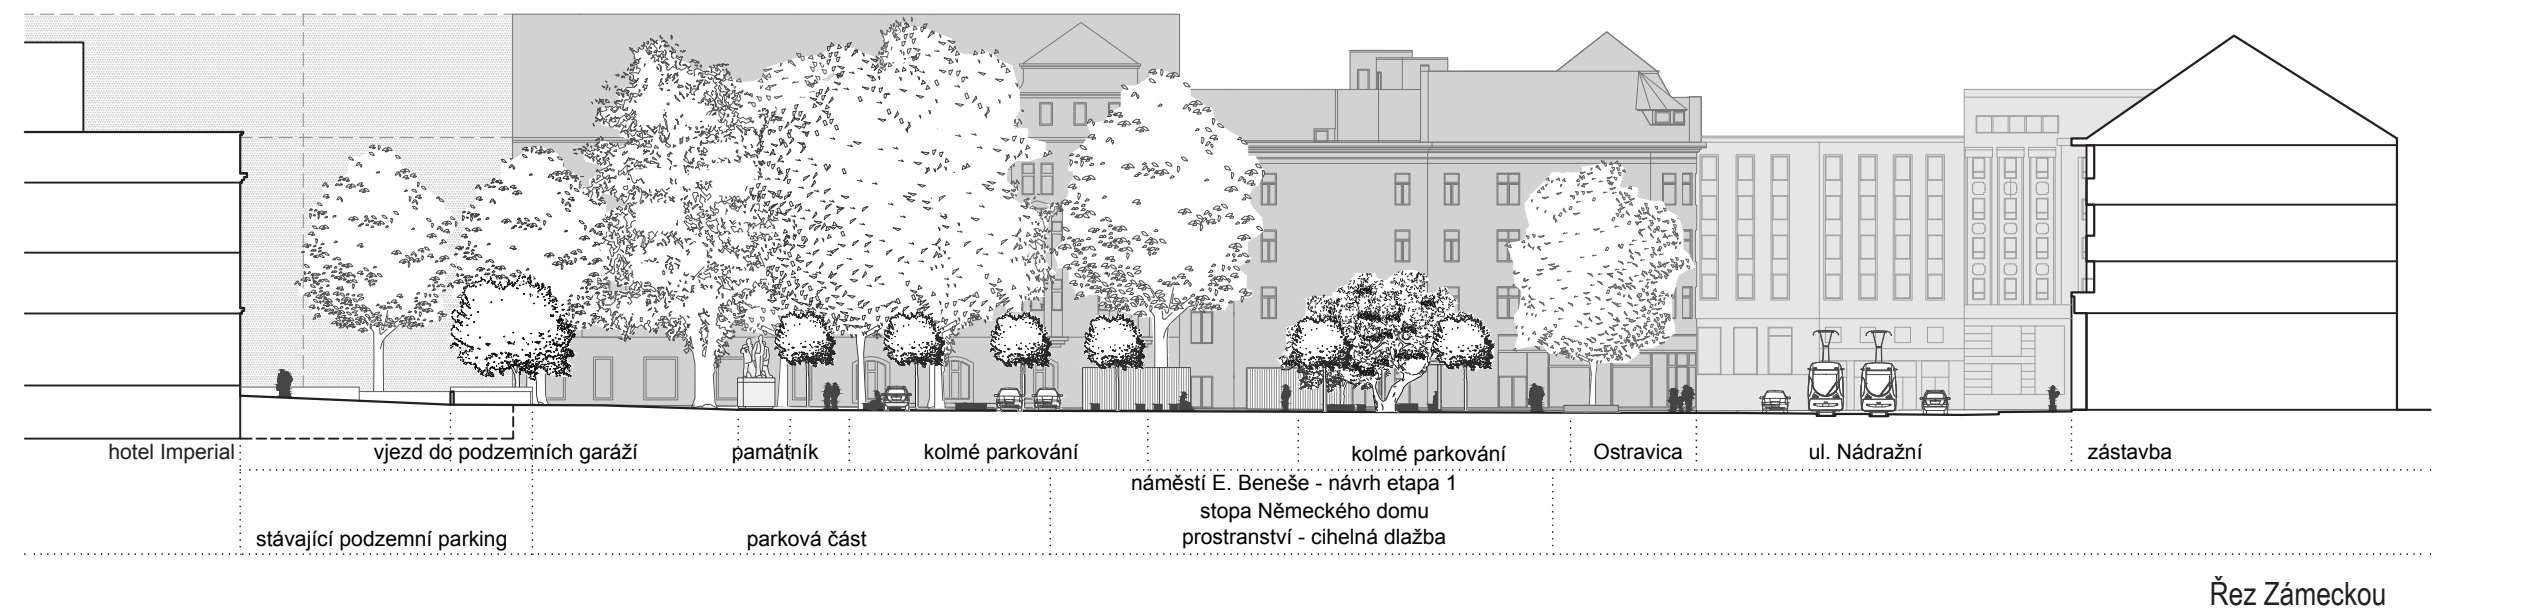 hotel Imperial
vjezd do podzemních garáží
památník
kolmé parkování
kolmé parkování
Ostravica
ul. Nádražní
zástavba
náměstí E. Beneše - návrh etapa 1
stopa Německého domu
stávající podzemní parking
parková část
prostranství - cihelná dlažba
Řez Zámeckou